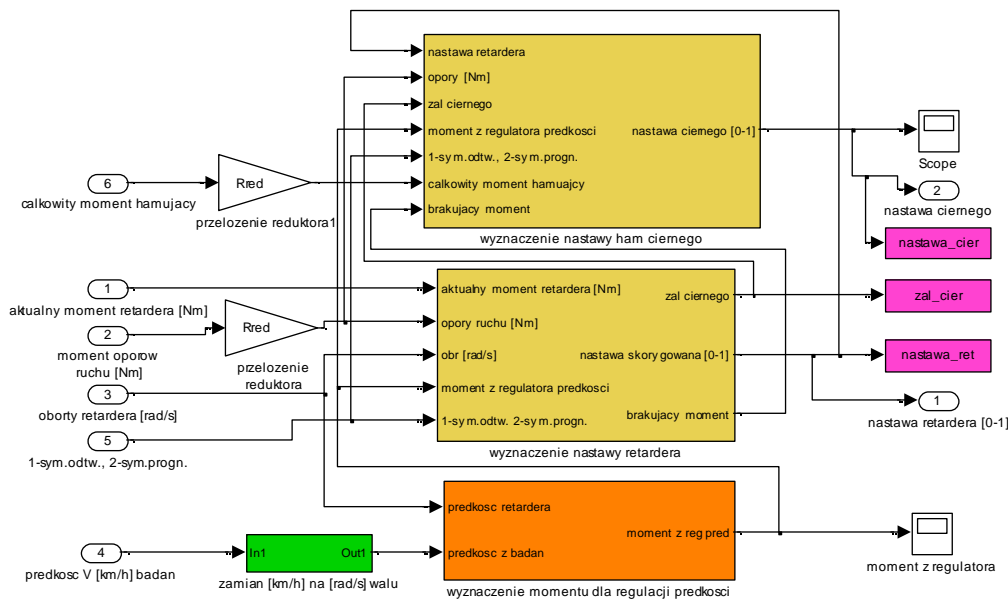 nastawa retardera
opory [Nm]
zal ciernego
moment z regulatora predkosci
nastawa ciernego [0-1]
1-sym.odtw., 2-sym.progn.
calkowity moment hamuajcy
brakujacy moment
wyznaczenie nastawy ham ciernego
Scope
6
calkowity moment hamujacy
Rred
przelozenie reduktora1
2
nastawa ciernego
nastawa_cier
1
aktualny moment retardera [Nm]
2
moment oporow
ruchu [Nm]
Rred
przelozenie
reduktora
3
oborty retardera [rad/s]
5
1-sym.odtw., 2-sym.progn.
aktualny moment retardera [Nm]
zal ciernego
opory ruchu [Nm]
obr [rad/s]
nastawa skorygowana [0-1]
moment z regulatora predkosci
brakujacy moment
1-sym.odtw. 2-sym.progn.
wyznaczenie nastawy retardera
zal_cier
nastawa_ret
1
nastawa retardera [0-1]
4
predkosc V [km/h] badan
In1
Out1
zamian [km/h] na [rad/s] walu
predkosc retardera
moment z reg pred
predkosc z badan
wyznaczenie momentu dla regulacji predkosci
moment z regulatora